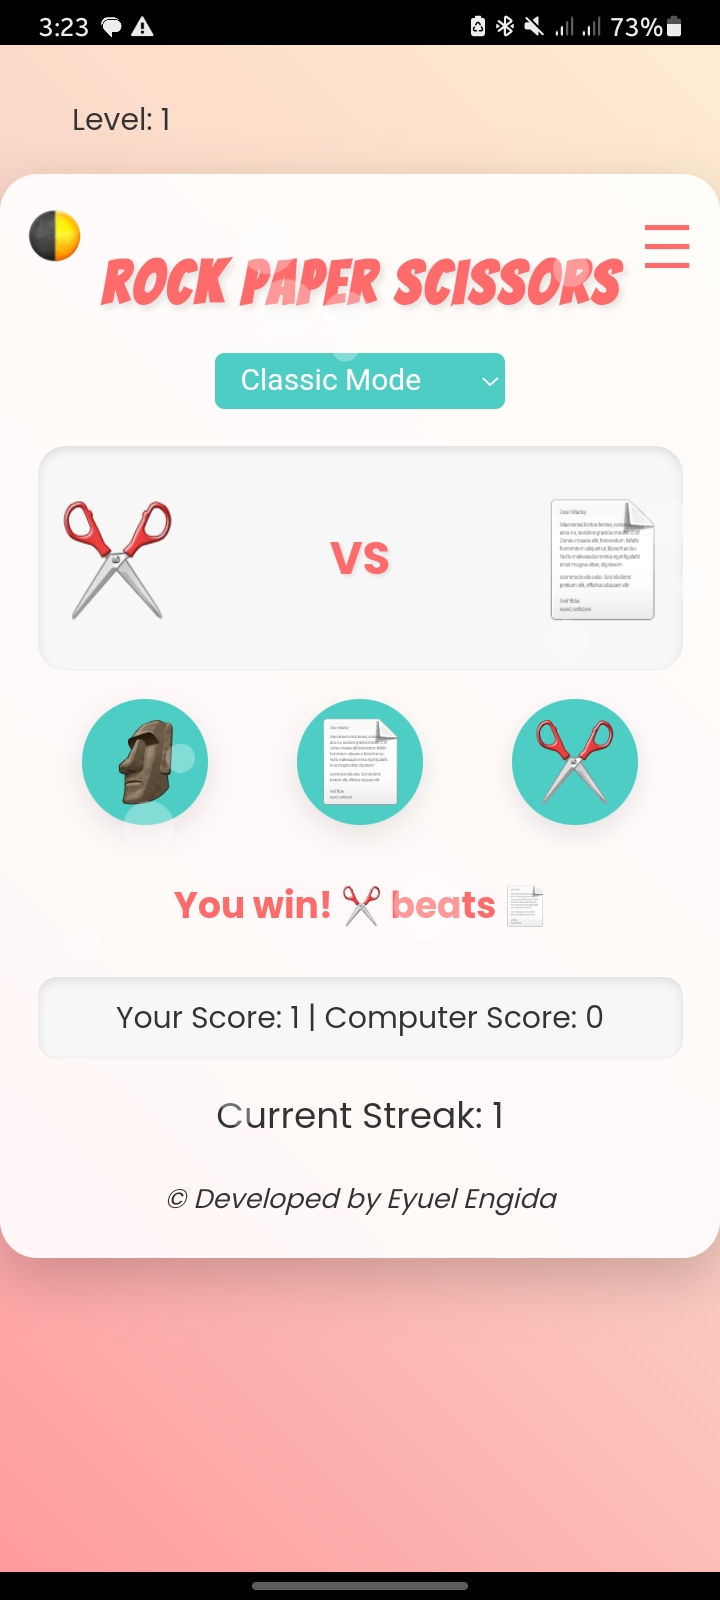 3:23 73%
Level: 1
ROCK PAPER SCISSORS
Classic Mode
VS
You win! ✂️ beats 📄
Your Score: 1 | Computer Score: 0
Current Streak: 1
© Developed by Eyuel Engida